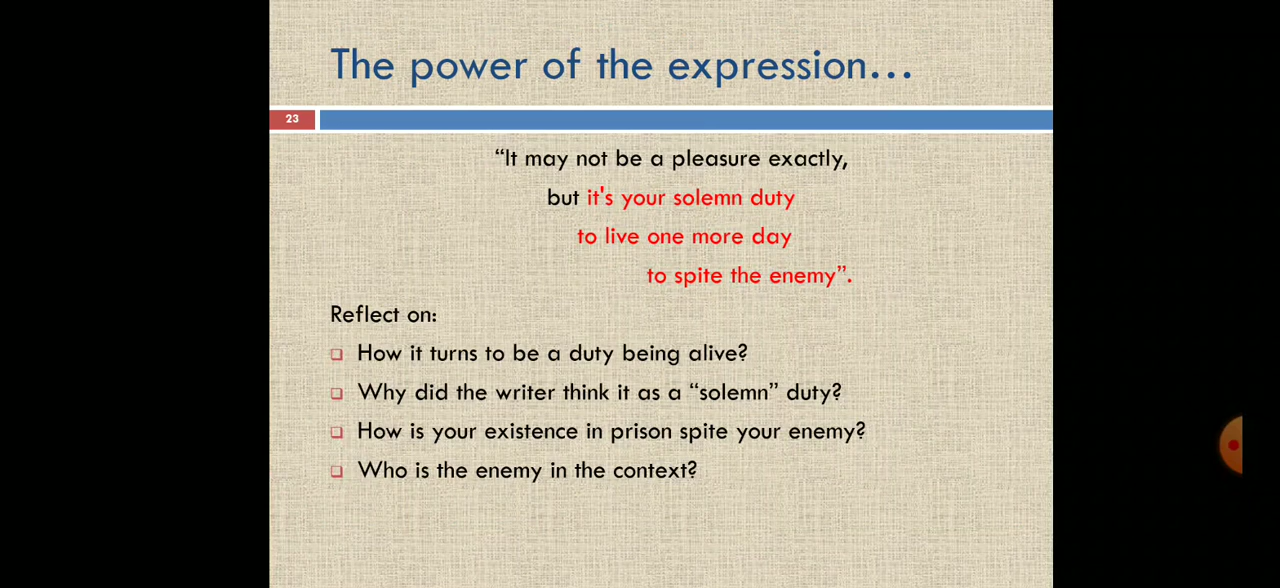 The power of the expression...
23
“It may not be a pleasure exactly,
but it's your solemn duty
to live one more day
to spite the enemy”.
Reflect on:
How it turns to be a duty being alive?
Why did the writer think it as a “solemn” duty?
How is your existence in prison spite your enemy?
Who is the enemy in the context?